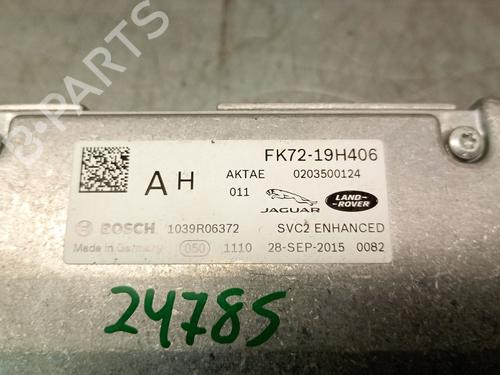 B-PARTS
FK72-19H406
A H
AKTAE 0203500124
011
JAGUAR
LAND-ROVER
BOSCH 1039R06372 SVC2 ENHANCED
Made in Germany 050 1110 28-SEP-2015 0082
24785